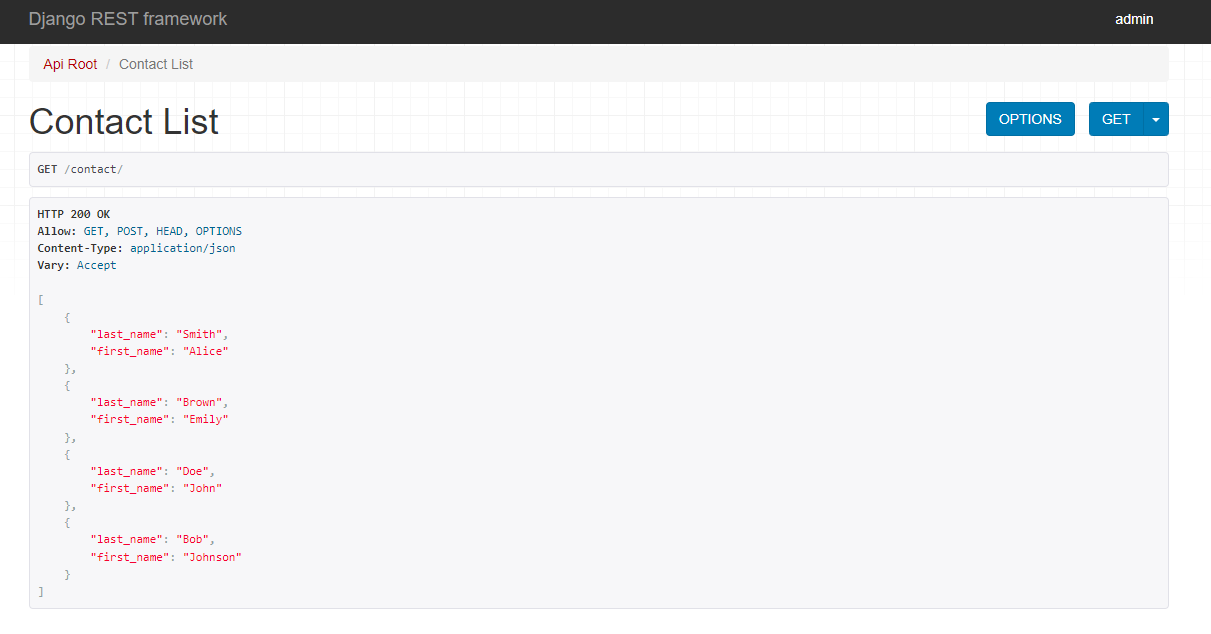 Django REST framework
admin
Api Root / Contact List
Contact List
OPTIONS
GET
GET /contact/
HTTP 200 OK
Allow: GET, POST, HEAD, OPTIONS
Content-Type: application/json
Vary: Accept
[
    {
        "last_name": "Smith",
        "first_name": "Alice"
    },
    {
        "last_name": "Brown",
        "first_name": "Emily"
    },
    {
        "last_name": "Doe",
        "first_name": "John"
    },
    {
        "last_name": "Bob",
        "first_name": "Johnson"
    }
]